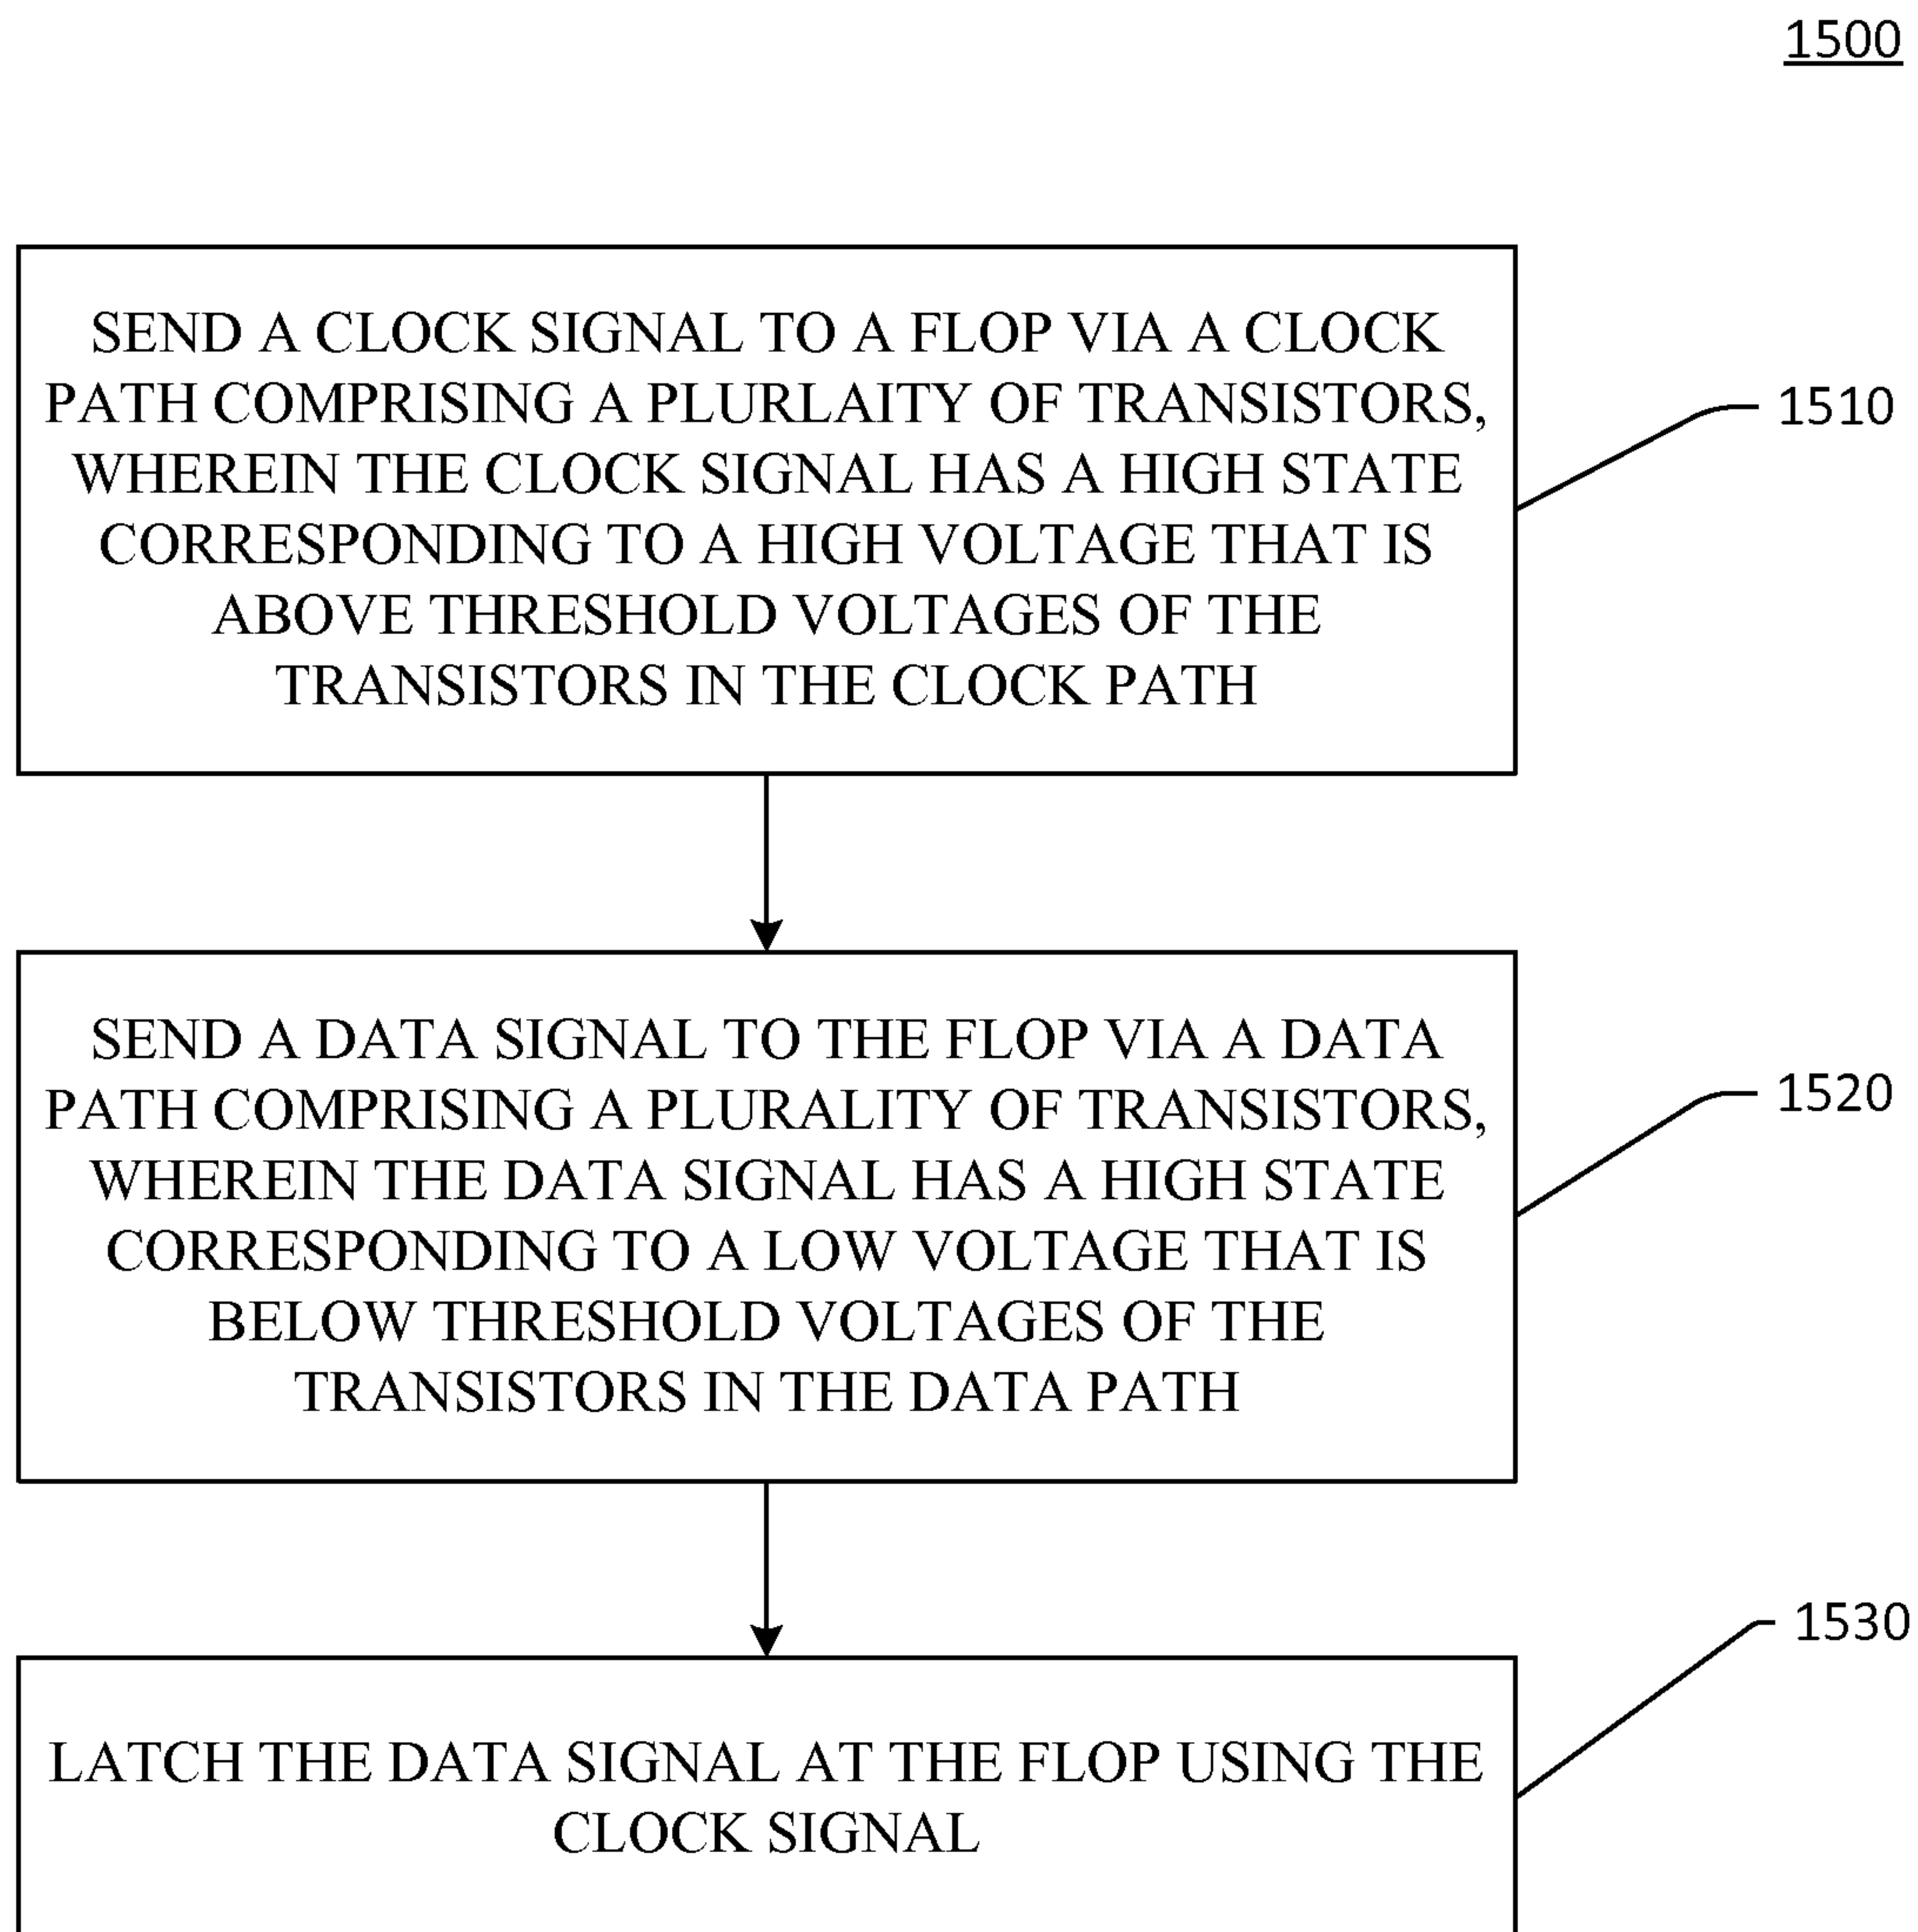 1500
SEND A CLOCK SIGNAL TO A FLOP VIA A CLOCK
PATH COMPRISING A PLURLAITY OF TRANSISTORS,
WHEREIN THE CLOCK SIGNAL HAS A HIGH STATE
CORRESPONDING TO A HIGH VOLTAGE THAT IS
ABOVE THRESHOLD VOLTAGES OF THE
TRANSISTORS IN THE CLOCK PATH
1510
SEND A DATA SIGNAL TO THE FLOP VIA A DATA
PATH COMPRISING A PLURALITY OF TRANSISTORS,
WHEREIN THE DATA SIGNAL HAS A HIGH STATE
CORRESPONDING TO A LOW VOLTAGE THAT IS
BELOW THRESHOLD VOLTAGES OF THE
TRANSISTORS IN THE DATA PATH
1520
LATCH THE DATA SIGNAL AT THE FLOP USING THE
CLOCK SIGNAL
1530